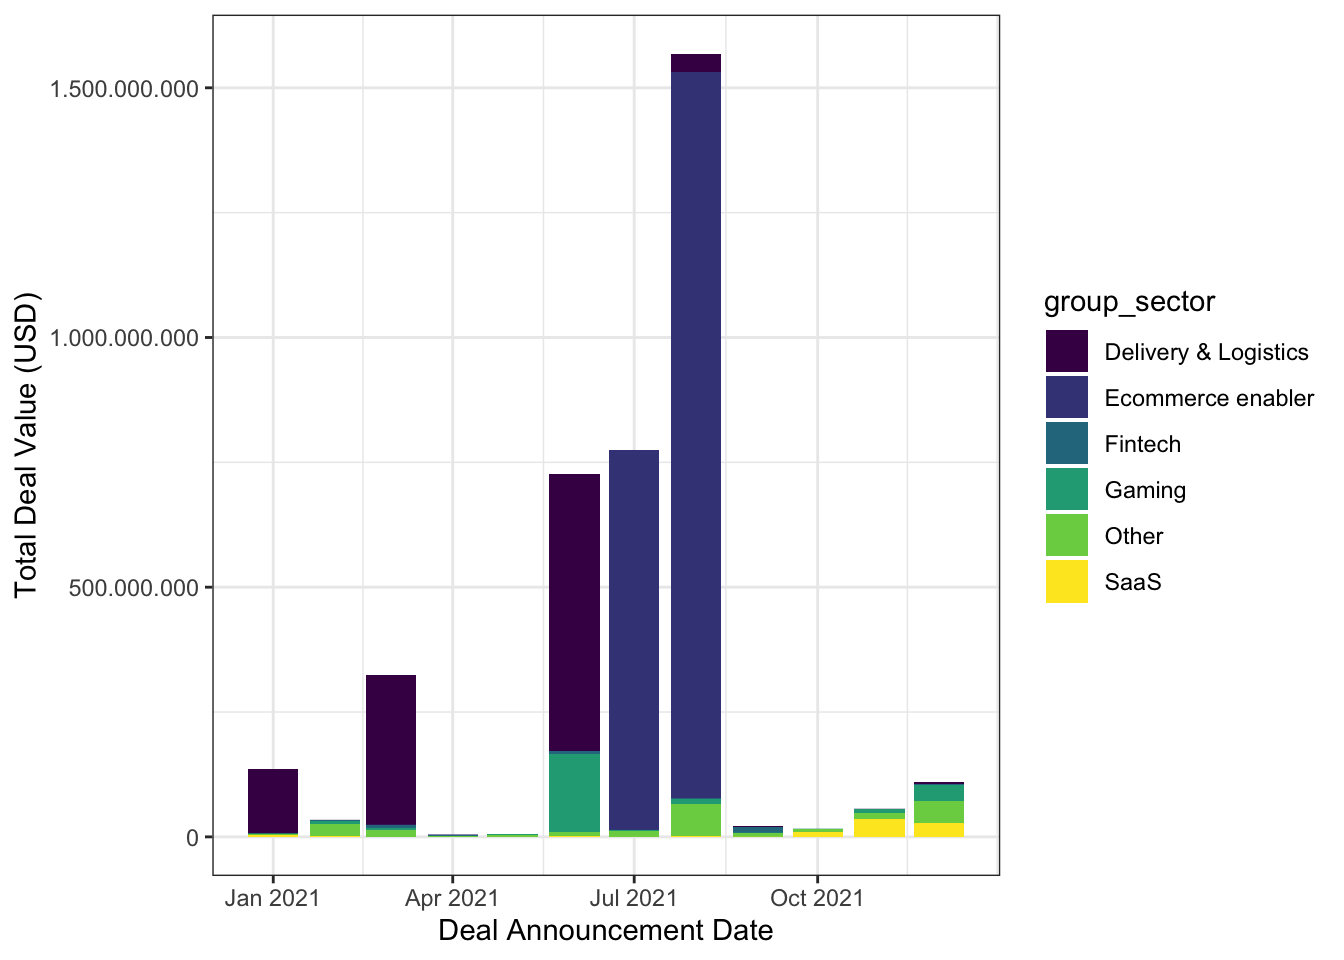 Total Deal Value (USD)
1.500.000.000
1.000.000.000
500.000.000
0
Jan 2021
Apr 2021
Jul 2021
Oct 2021
Deal Announcement Date
group_sector
Delivery & Logistics
Ecommerce enabler
Fintech
Gaming
Other
SaaS